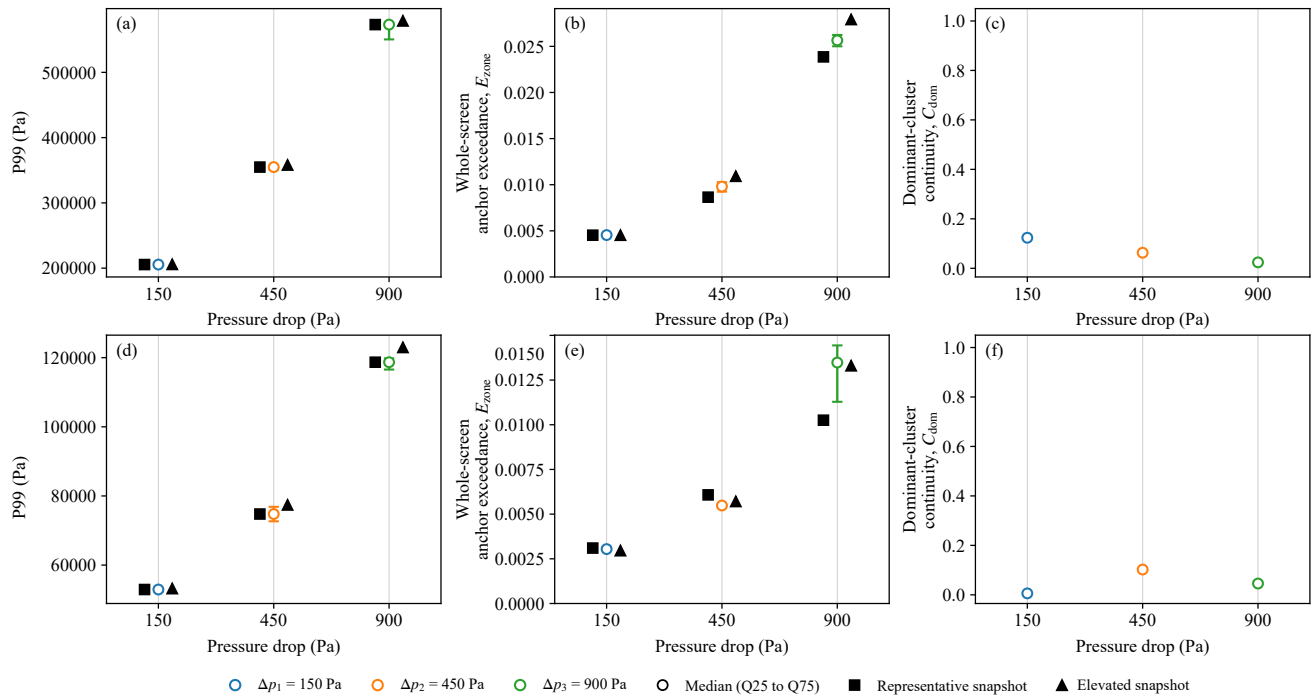 (a)
P99 (Pa)
500000
400000
300000
200000
150
450
900
Pressure drop (Pa)
(b)
Whole-screen
anchor exceedance, E_zone
0.025
0.020
0.015
0.010
0.005
0.000
150
450
900
Pressure drop (Pa)
(c)
Dominant-cluster
continuity, C_dom
1.0
0.8
0.6
0.4
0.2
0.0
150
450
900
Pressure drop (Pa)
(d)
P99 (Pa)
120000
100000
80000
60000
150
450
900
Pressure drop (Pa)
(e)
Whole-screen
anchor exceedance, E_zone
0.0150
0.0125
0.0100
0.0075
0.0050
0.0025
0.0000
150
450
900
Pressure drop (Pa)
(f)
Dominant-cluster
continuity, C_dom
1.0
0.8
0.6
0.4
0.2
0.0
150
450
900
Pressure drop (Pa)
Δp₁ = 150 Pa
Δp₂ = 450 Pa
Δp₃ = 900 Pa
Median (Q25 to Q75)
Representative snapshot
Elevated snapshot